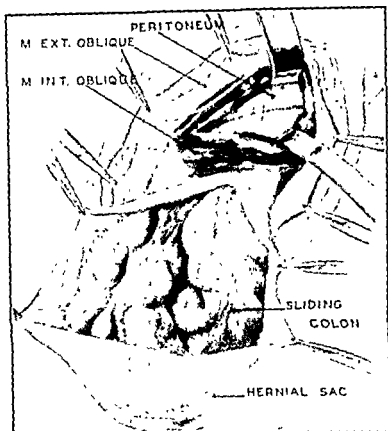 PERITONEUM
M EXT. OBLIQUE
M INT. OBLIQUE
SLIDING
COLON
HERNIAL SAC